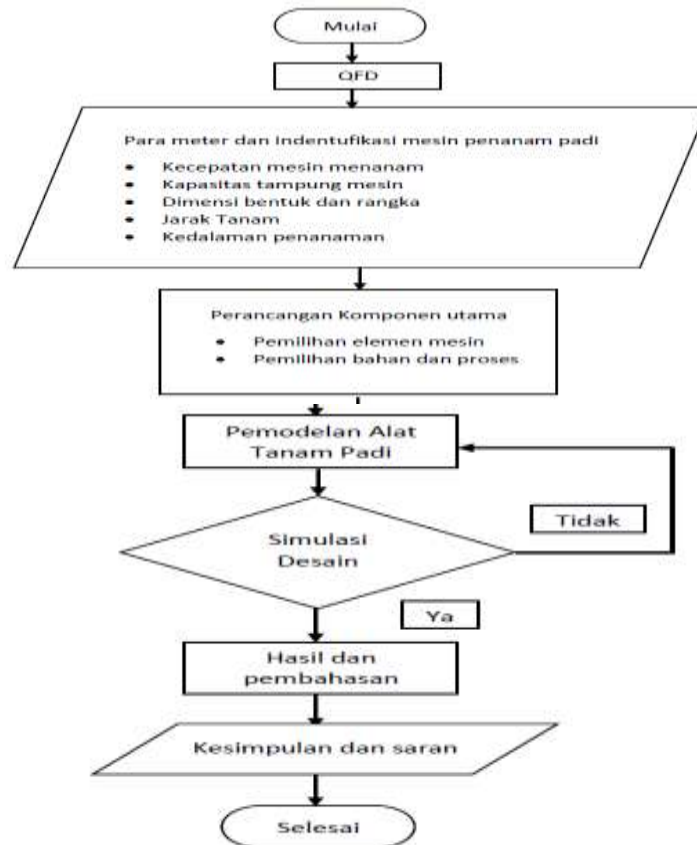 Mulai
QFD
Para meter dan indentufikasi mesin penanam padi
• Kecepatan mesin menanam
• Kapasitas tampung mesin
• Dimensi bentuk dan rangka
• Jarak Tanam
• Kedalaman penanaman
Perancangan Komponen utama
• Pemilihan elemen mesin
• Pemilihan bahan dan proses
Pemodelan Alat
Tanam Padi
Simulasi
Desain
Tidak
Ya
Hasil dan
pembahasan
Kesimpulan dan saran
Selesai